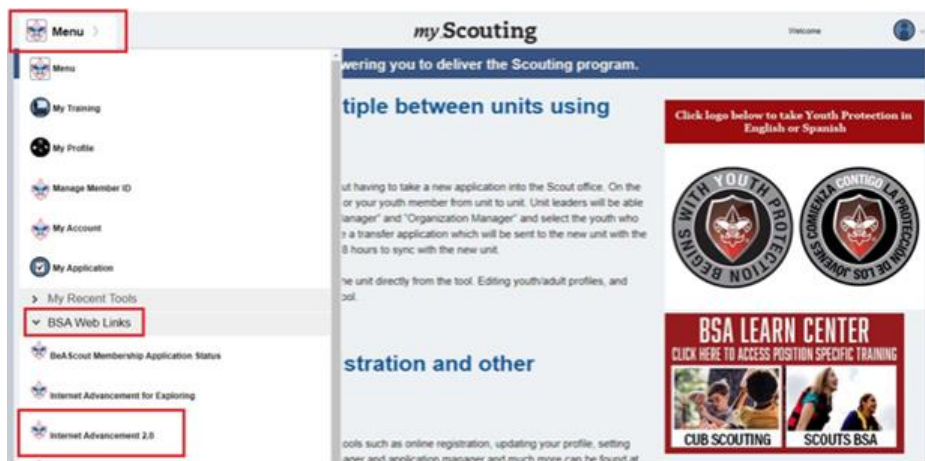 Menu
my.Scouting
Welcome
Menu
My Training
My Profile
Manage Member ID
My Account
My Application
My Recent Tools
BSA Web Links
BeAScout Membership Application Status
Internet Advancement for Exploring
Internet Advancement 2.0
wering you to deliver the Scouting program.
tiple between units using
ut having to take a new application into the Scout office. On the
or your youth member from unit to unit. Unit leaders will be able
anager" and "Organization Manager" and select the youth who
e a transfer application which will be sent to the new unit with the
8 hours to sync with the new unit.
he unit directly from the tool. Editing youth/adult profiles, and
ool.
stration and other
ools such as online registration, updating your profile, setting
ager and application manager and much more can be found at
Click logo below to take Youth Protection in
English or Spanish
YOUTH PROTECTION
BEGINS WITH YOU
COMIENZA CONTIGO LA
PROTECCIÓN DE LOS JÓVENES
BSA LEARN CENTER
CLICK HERE TO ACCESS POSITION SPECIFIC TRAINING
CUB SCOUTING
SCOUTS BSA